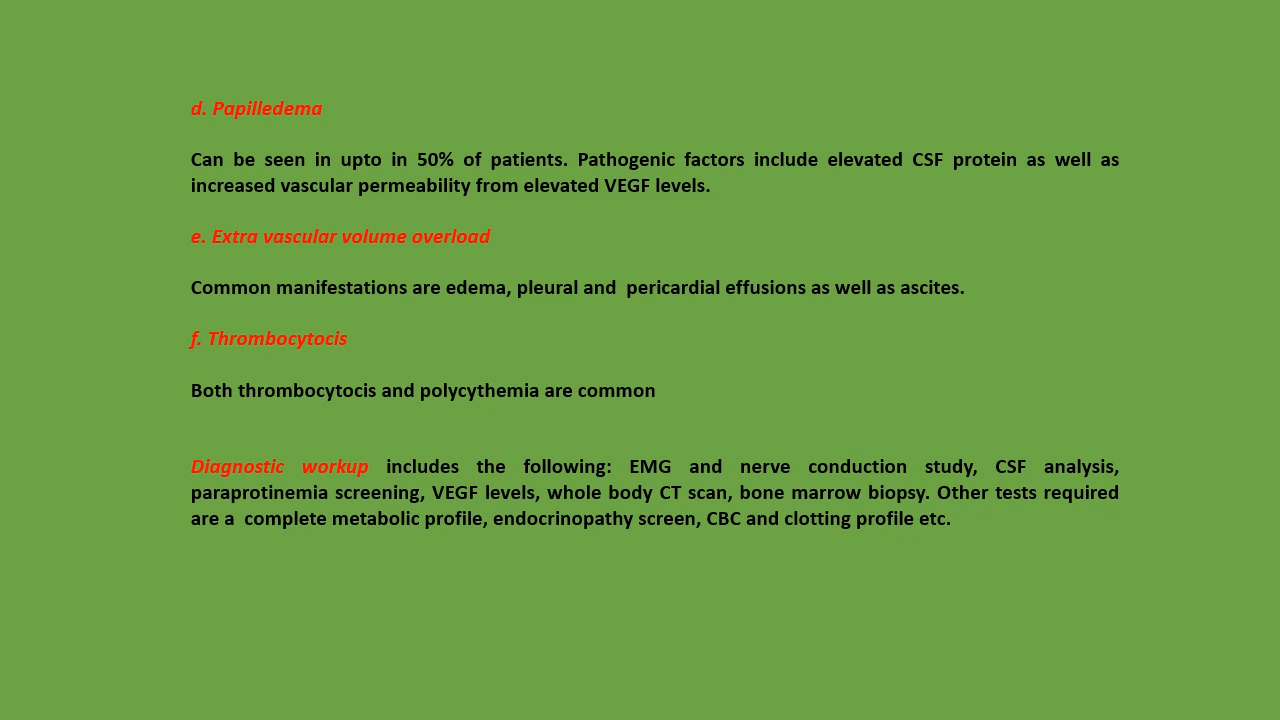 d. Papilledema
Can be seen in upto in 50% of patients. Pathogenic factors include elevated CSF protein as well as
increased vascular permeability from elevated VEGF levels.
e. Extra vascular volume overload
Common manifestations are edema, pleural and  pericardial effusions as well as ascites.
f. Thrombocytocis
Both thrombocytocis and polycythemia are common
Diagnostic workup includes the following: EMG and nerve conduction study, CSF analysis,
paraprotinemia screening, VEGF levels, whole body CT scan, bone marrow biopsy. Other tests required
are a  complete metabolic profile, endocrinopathy screen, CBC and clotting profile etc.